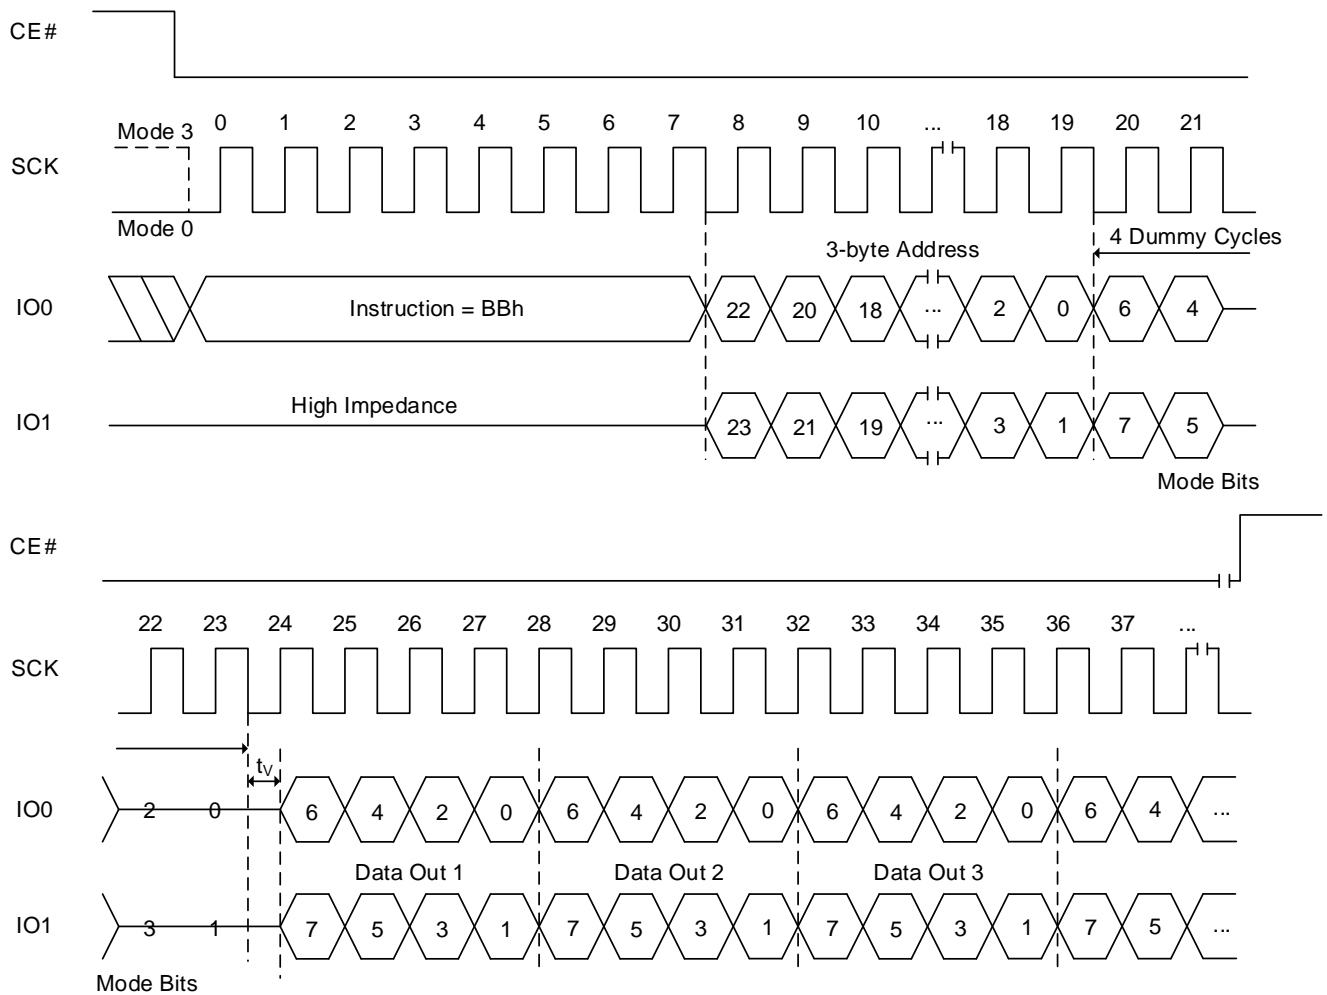 CE#
0 1 2 3 4 5 6 7 8 9 10 ... 18 19 20 21
Mode 3
SCK
Mode 0
4 Dummy Cycles
3-byte Address
IO0 Instruction = BBh 22 20 18 ... 2 0 6 4
High Impedance
IO1 23 21 19 ... 3 1 7 5
Mode Bits
CE#
22 23 24 25 26 27 28 29 30 31 32 33 34 35 36 37 ...
SCK
tV
IO0 2 0 6 4 2 0 6 4 2 0 6 4 2 0 6 4 ...
Data Out 1 Data Out 2 Data Out 3
IO1 3 1 7 5 3 1 7 5 3 1 7 5 3 1 7 5 ...
Mode Bits